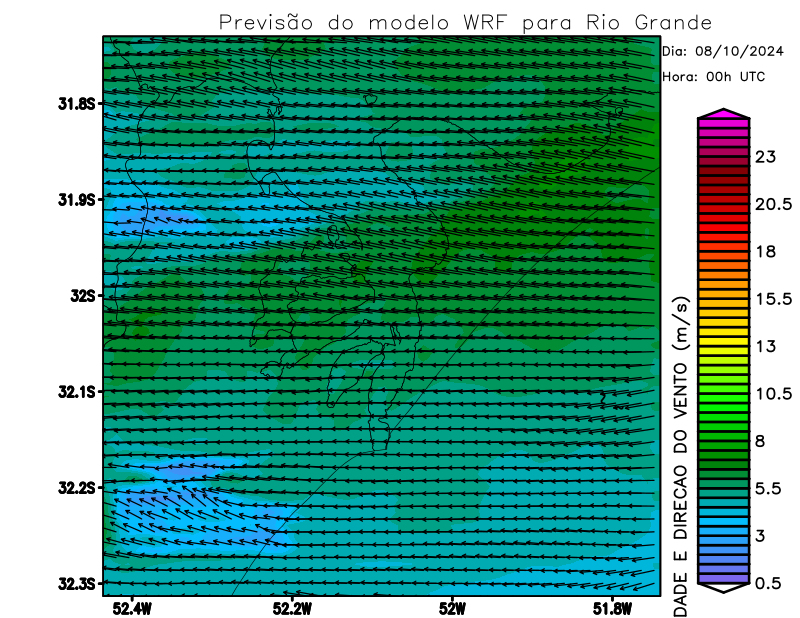 Previsão do modelo WRF para Rio Grande
Dia: 08/10/2024
Hora: 00h UTC
31.8S
31.9S
32S
32.1S
32.2S
32.3S
52.4W
52.2W
52W
51.8W
23
20.5
18
15.5
13
10.5
8
5.5
3
0.5
DADE E DIRECAO DO VENTO (m/s)